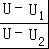 U - U₁
U - U₂